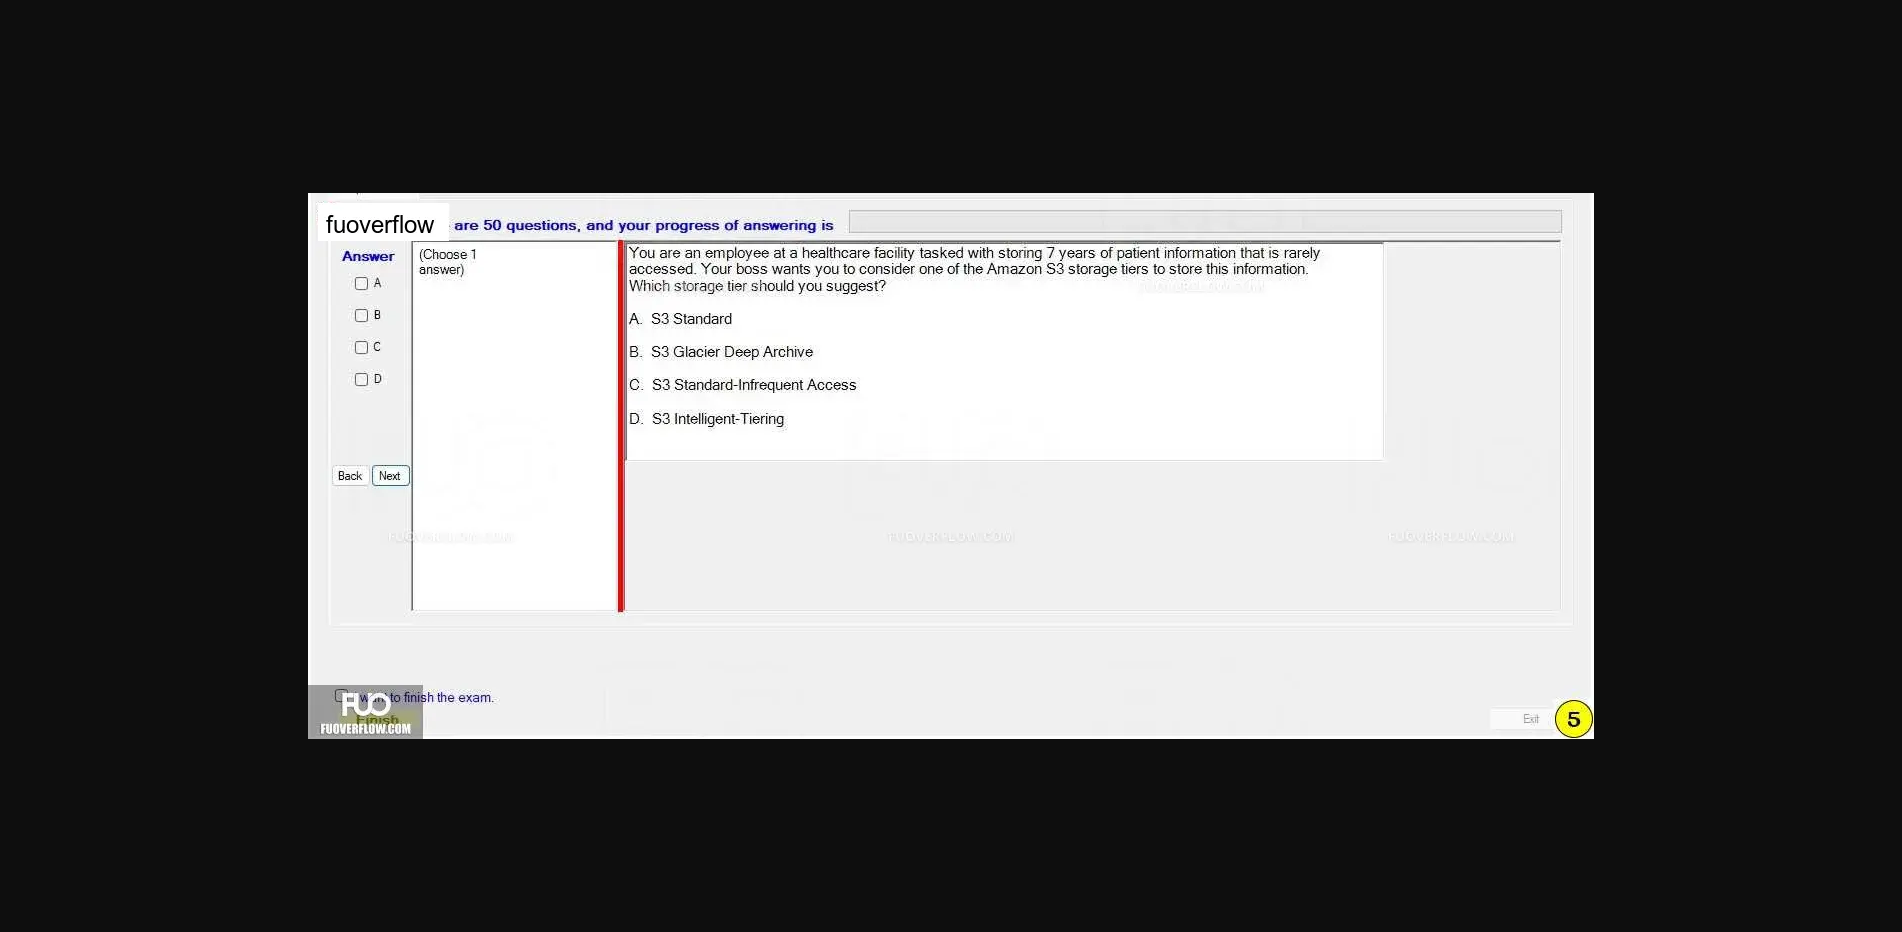 fuoverflow are 50 questions, and your progress of answering is
Answer
A
B
C
D
Back Next
(Choose 1
answer)
You are an employee at a healthcare facility tasked with storing 7 years of patient information that is rarely
accessed. Your boss wants you to consider one of the Amazon S3 storage tiers to store this information.
Which storage tier should you suggest?
A. S3 Standard
B. S3 Glacier Deep Archive
C. S3 Standard-Infrequent Access
D. S3 Intelligent-Tiering
FUOVERFLOW.COM
FUOVERFLOW.COM FUOVERFLOW.COM FUOVERFLOW.COM
want to finish the exam.
FUO
Finish
FUOVERFLOW.COM
Exit 5